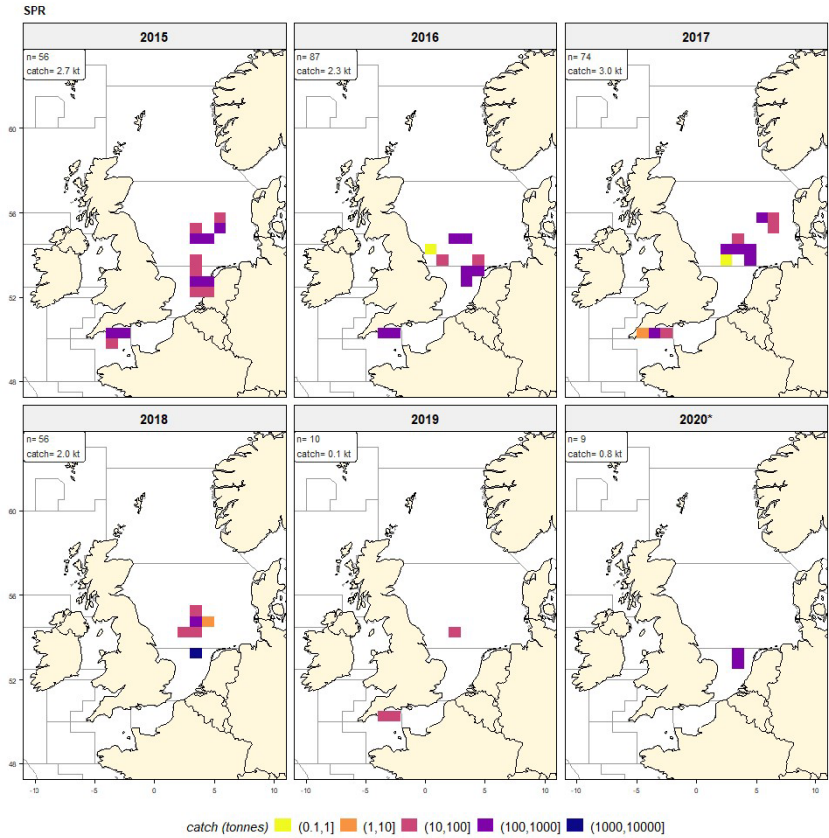 SPR
2015
2016
2017
n= 56
catch= 2.7 kt
n= 87
catch= 2.3 kt
n= 74
catch= 3.0 kt
60
56
52
48
2018
2019
2020*
n= 56
catch= 2.0 kt
n= 10
catch= 0.1 kt
n= 9
catch= 0.8 kt
60
56
52
48
-10 -5 0 5 10 -10 -5 0 5 10 -10 -5 0 5 10
catch (tonnes) (0.1,1] (1,10] (10,100] (100,1000] (1000,10000]